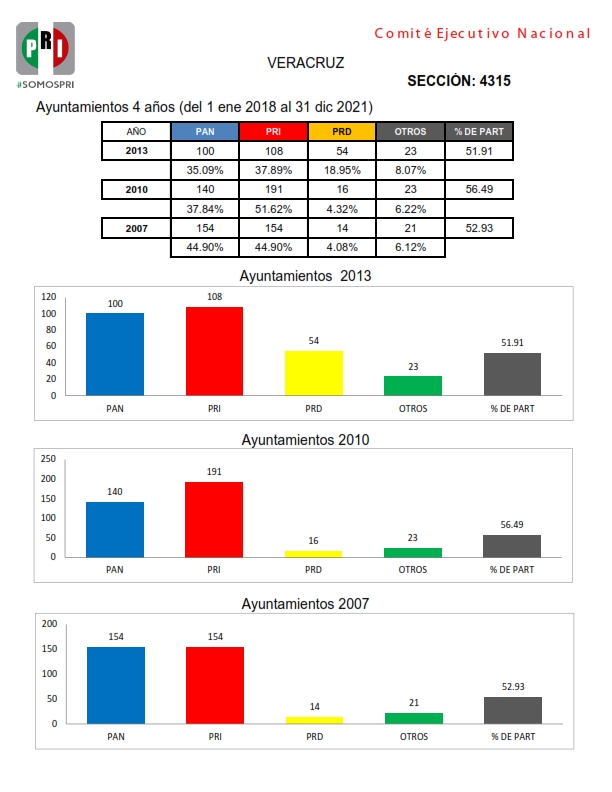 Comité Ejecutivo Nacional
PRI
#SOMOSPRI
VERACRUZ
SECCIÓN: 4315
Ayuntamientos 4 años (del 1 ene 2018 al 31 dic 2021)
AÑO PAN PRI PRD OTROS % DE PART
2013 100 108 54 23 51.91
35.09% 37.89% 18.95% 8.07%
2010 140 191 16 23 56.49
37.84% 51.62% 4.32% 6.22%
2007 154 154 14 21 52.93
44.90% 44.90% 4.08% 6.12%
Ayuntamientos 2013
120
100
80
60
40
20
0
100 108 54 23 51.91
PAN PRI PRD OTROS % DE PART
Ayuntamientos 2010
250
200
150
100
50
0
140 191 16 23 56.49
PAN PRI PRD OTROS % DE PART
Ayuntamientos 2007
200
150
100
50
0
154 154 14 21 52.93
PAN PRI PRD OTROS % DE PART